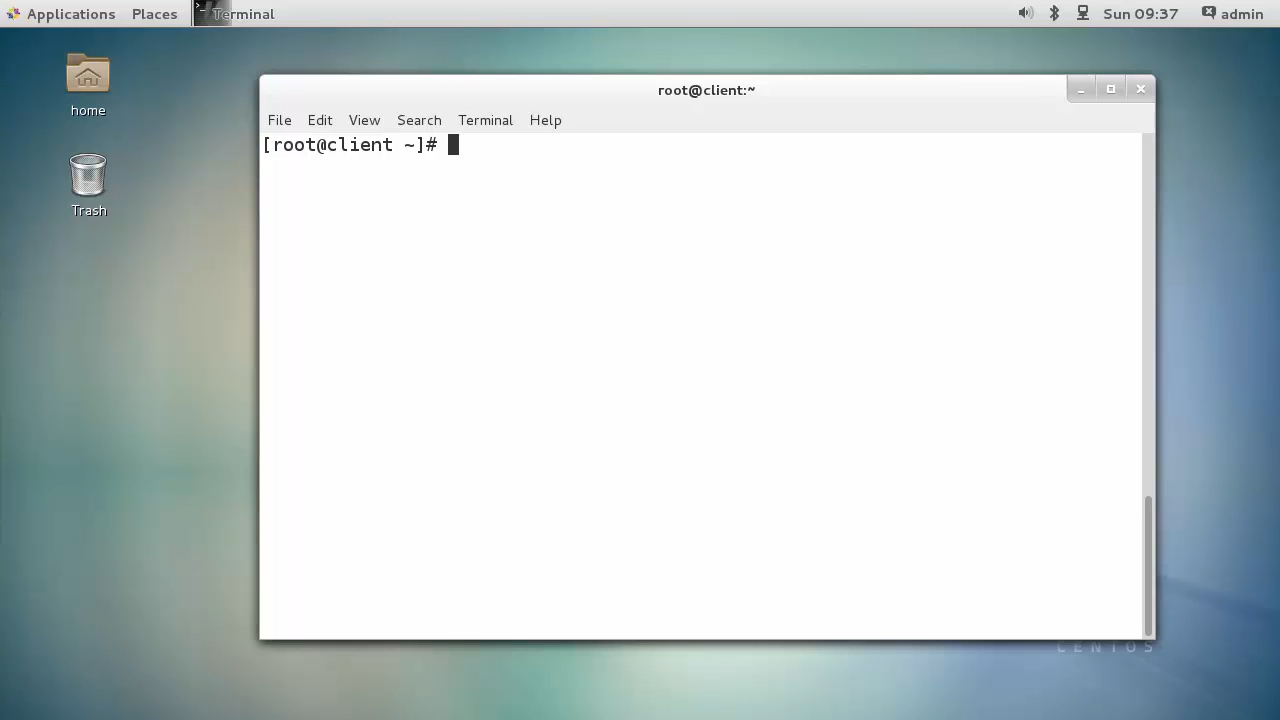 Applications Places Terminal Sun 09:37 admin
home
Trash
root@client:~
File Edit View Search Terminal Help
[root@client ~]#
CENTOS